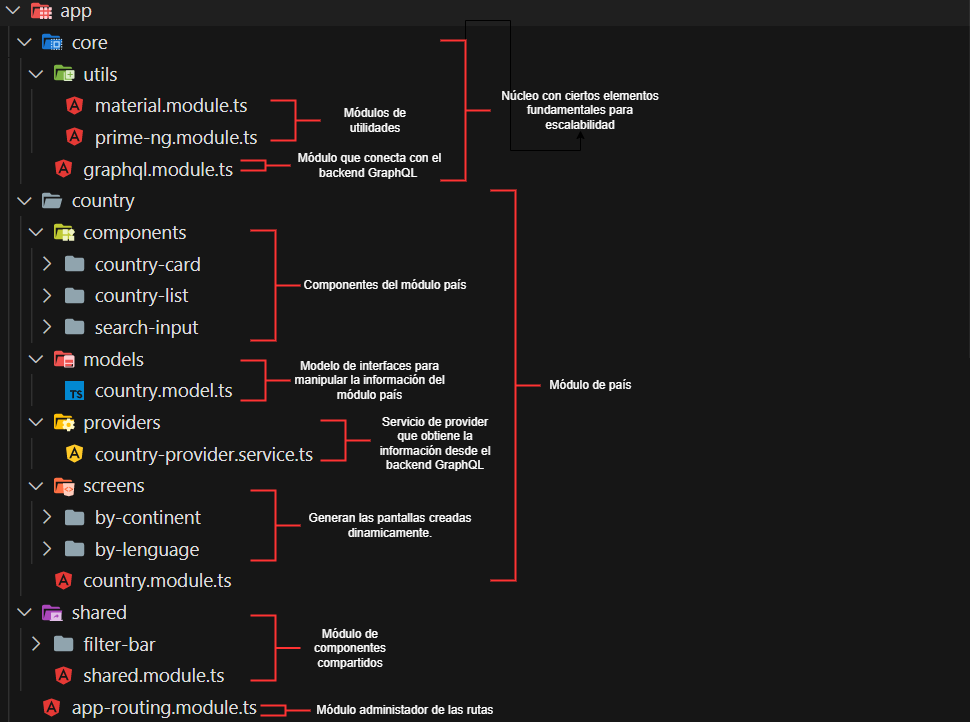 app
core
utils
material.module.ts
prime-ng.module.ts
Módulos de
utilidades
graphql.module.ts
Módulo que conecta con el
backend GraphQL
Núcleo con ciertos elementos
fundamentales para
escalabilidad
country
components
country-card
country-list
search-input
Componentes del módulo país
models
country.model.ts
Modelo de interfaces para
manipular la información del
módulo país
Módulo de país
providers
country-provider.service.ts
Servicio de provider
que obtiene la
información desde el
backend GraphQL
screens
by-continent
by-lenguage
Generan las pantallas creadas
dinamicamente.
country.module.ts
shared
filter-bar
shared.module.ts
Módulo de
componentes
compartidos
app-routing.module.ts
Módulo administador de las rutas